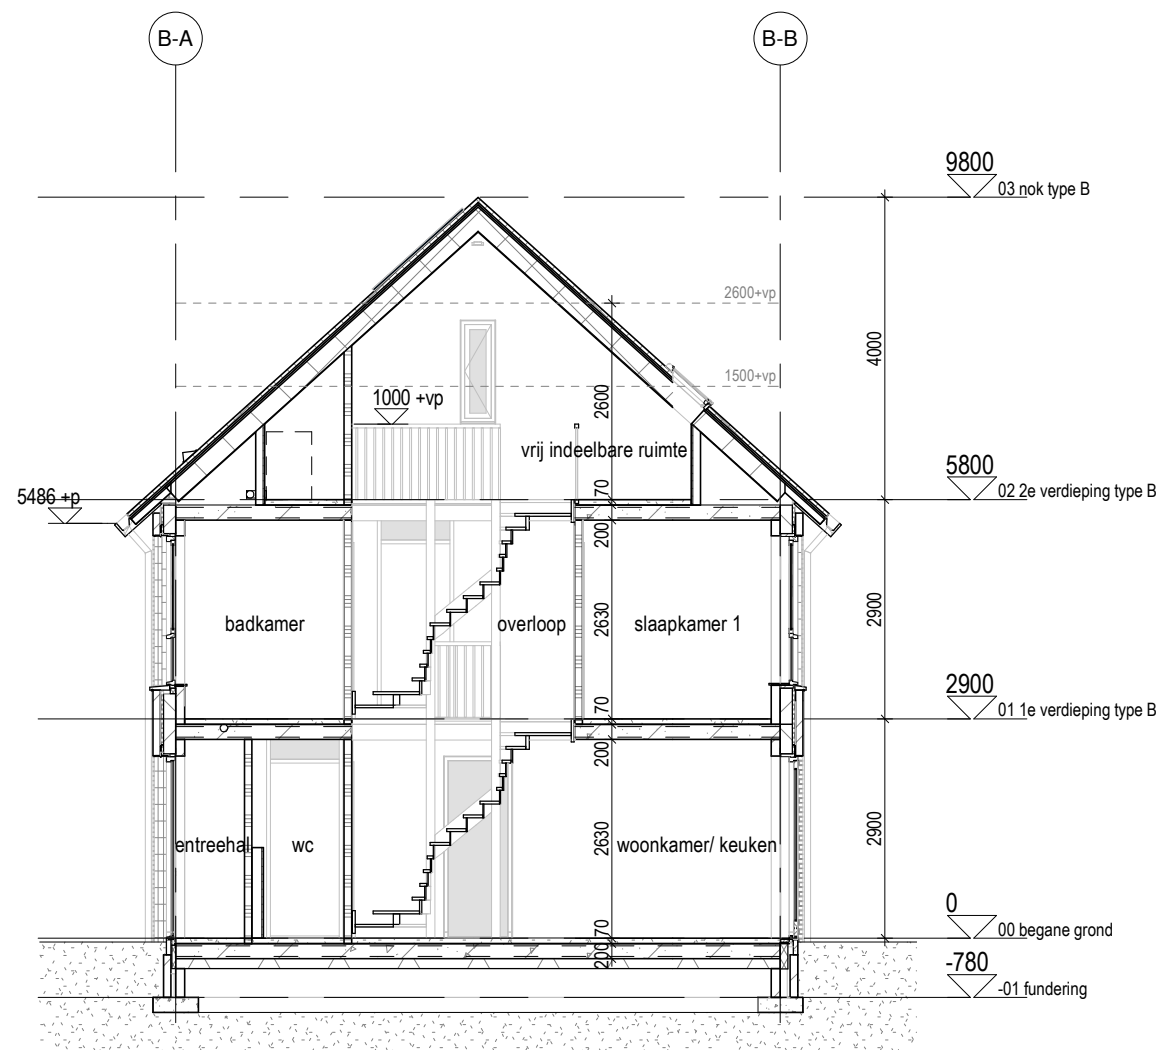 B-A
B-B
9800
03 nok type B
2600+vp
4000
1500+vp
1000 +vp
2600
vrij indeelbare ruimte
5800
02 2e verdieping type B
5486 +p
70
200
badkamer
overloop
2630
slaapkamer 1
2900
2900
01 1e verdieping type B
70
200
entreehal
wc
2630
woonkamer/ keuken
2900
0
00 begane grond
70
200
-780
-01 fundering